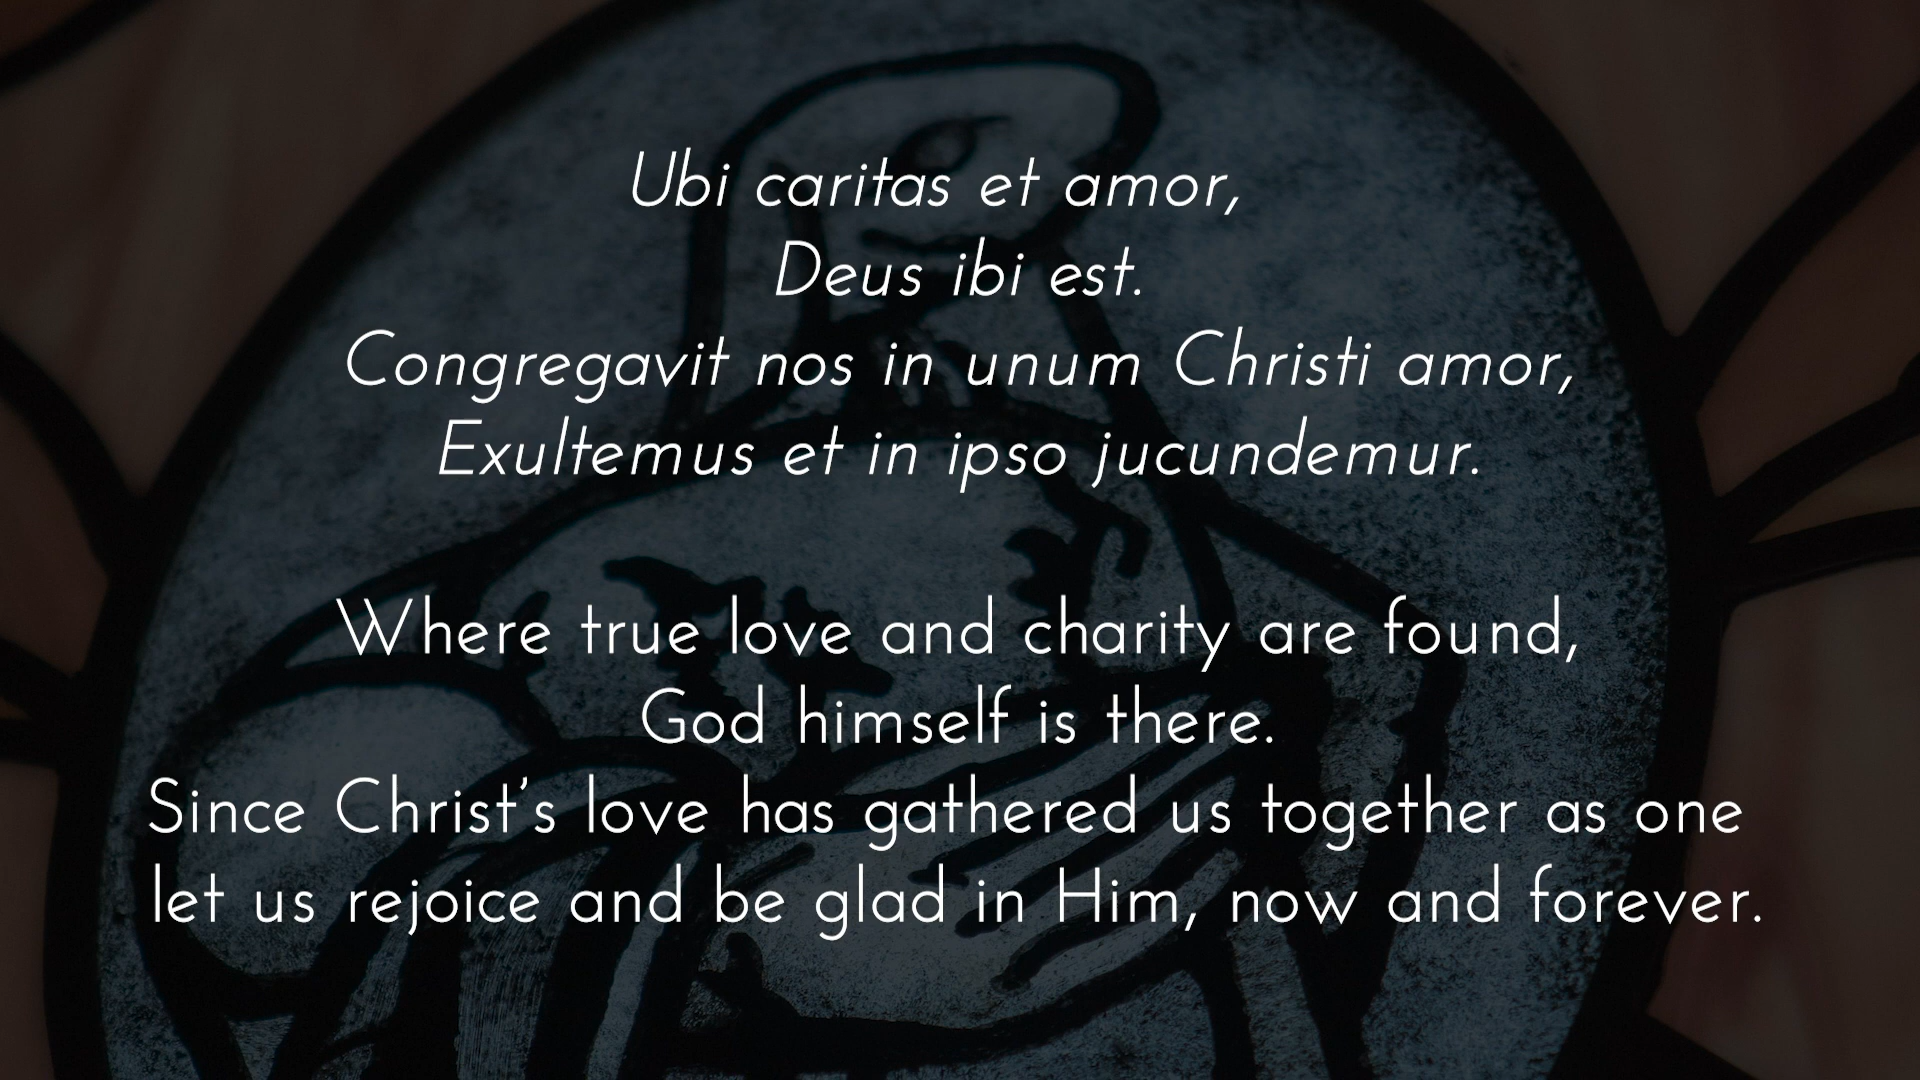 Ubi caritas et amor,
Deus ibi est.
Congregavit nos in unum Christi amor,
Exultemus et in ipso jucundemur.
Where true love and charity are found,
God himself is there.
Since Christ’s love has gathered us together as one
let us rejoice and be glad in Him, now and forever.